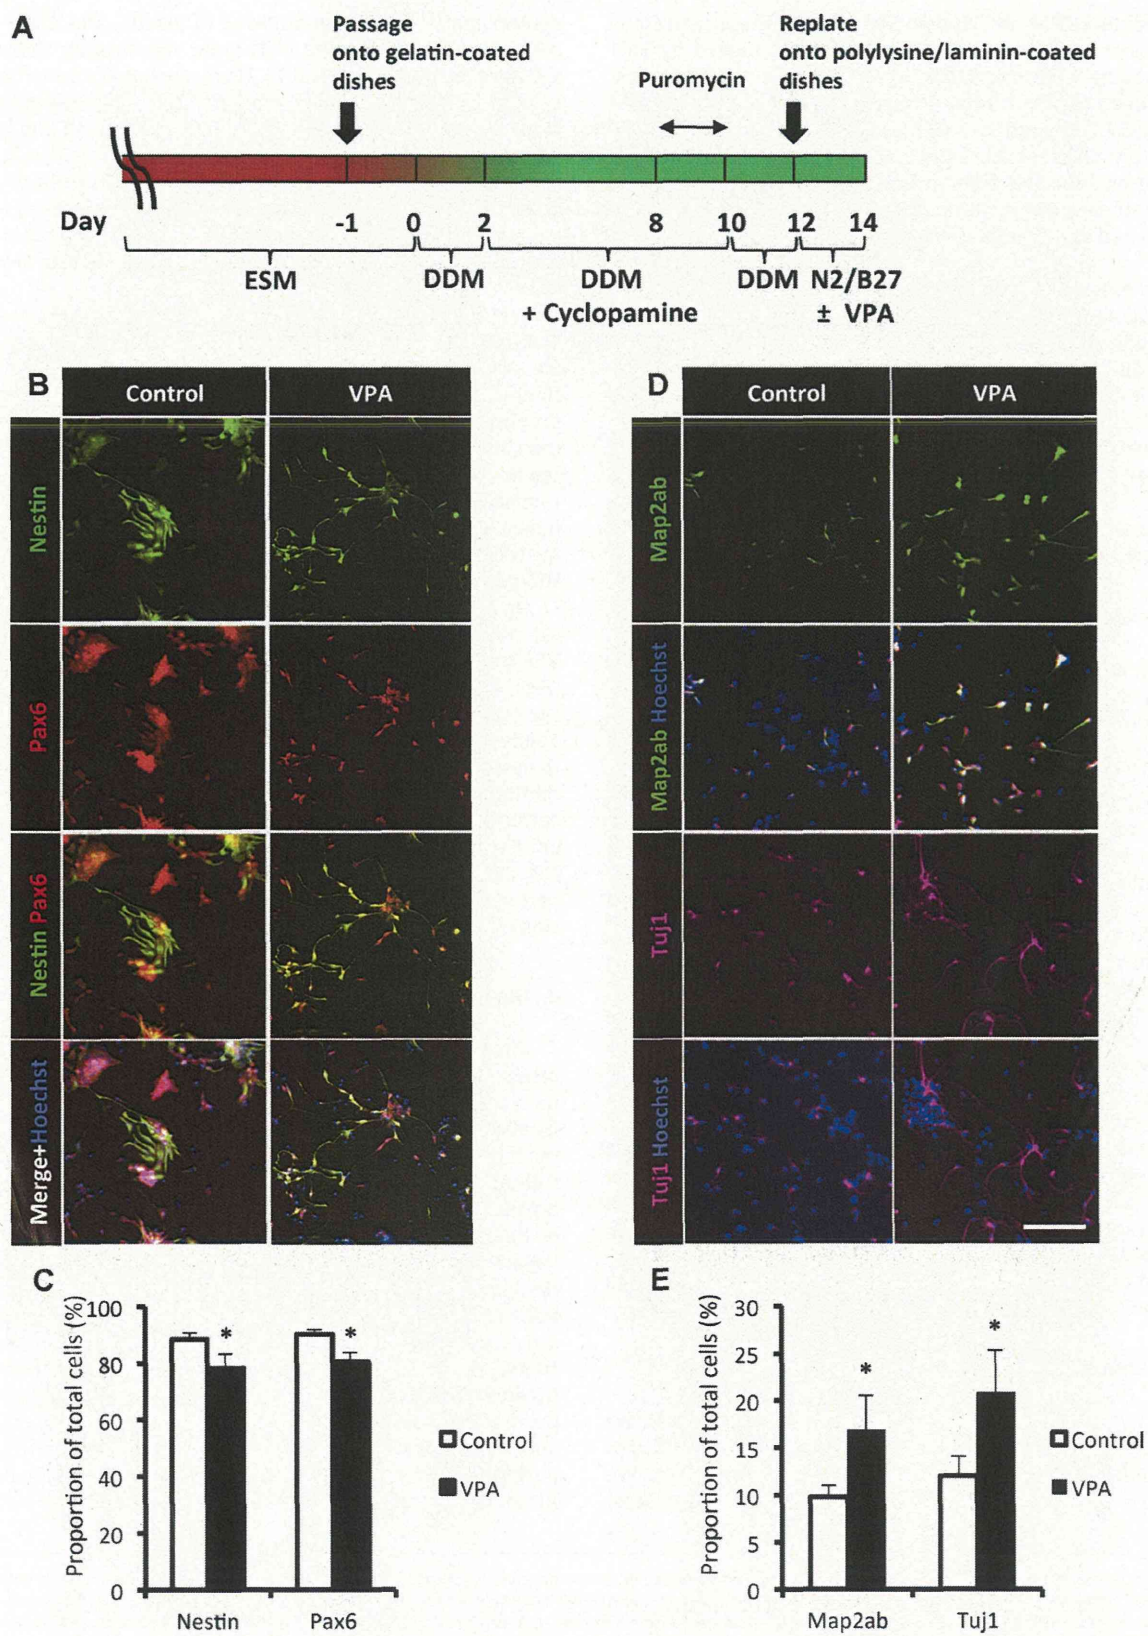 A
Passage
onto gelatin-coated
dishes
Puromycin
Replate
onto polylysine/laminin-coated
dishes
Day -1 0 2 8 10 12 14
ESM DDM DDM DDM N2/B27
+ Cyclopamine ± VPA
B
Control VPA
Nestin
Pax6
Nestin Pax6
Merge+Hoechst
D
Control VPA
Map2ab
Map2ab Hoechst
Tuj1
Tuj1 Hoechst
C
Proportion of total cells (%)
100
80
60
40
20
0
* *
Nestin Pax6
Control
VPA
E
Proportion of total cells (%)
30
25
20
15
10
5
0
* *
Map2ab Tuj1
Control
VPA